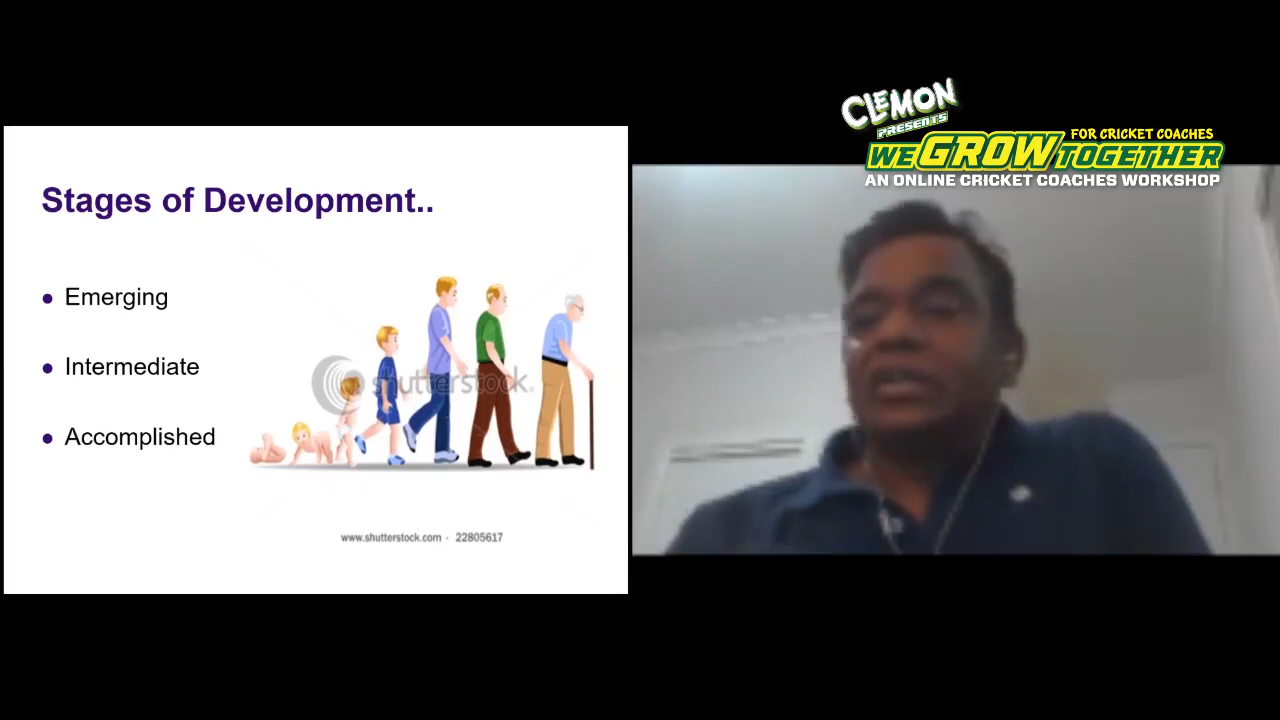 Stages of Development..
Emerging
Intermediate
Accomplished
shutterstock
www.shutterstock.com · 22805617
CLEMON
PRESENTS
FOR CRICKET COACHES
WE GROW TOGETHER
AN ONLINE CRICKET COACHES WORKSHOP